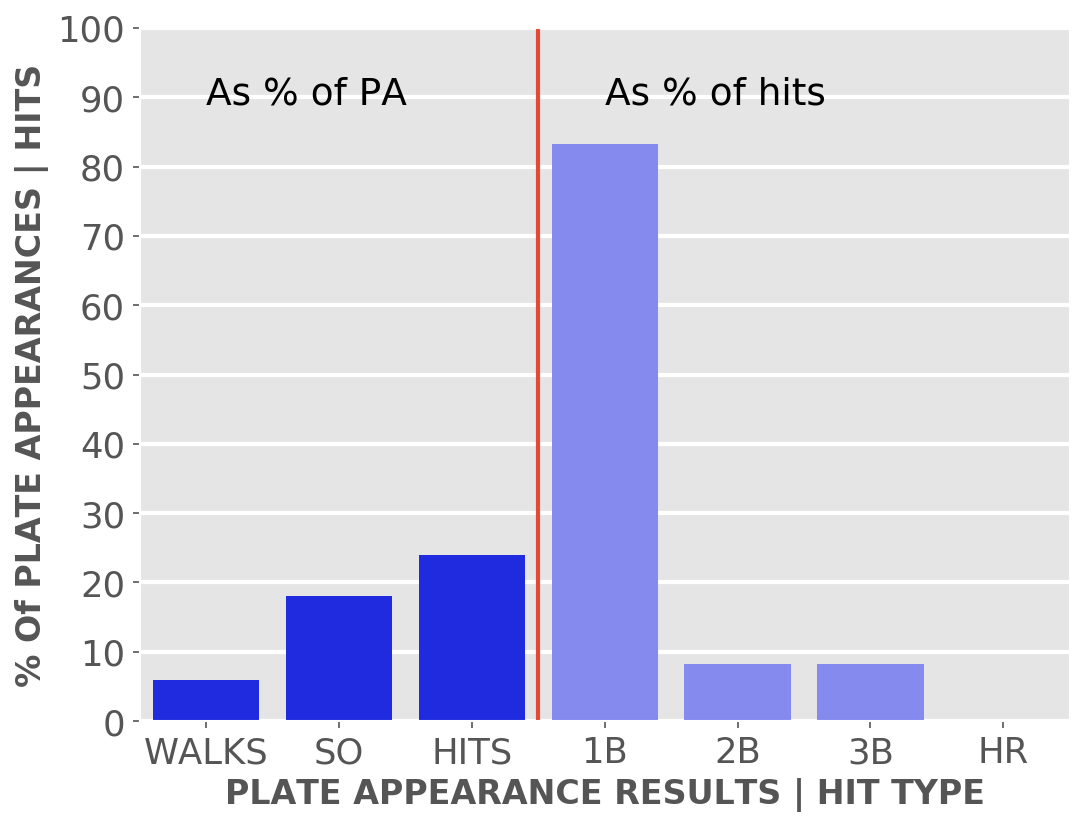 % Of PLATE APPEARANCES | HITS
100
90
80
70
60
50
40
30
20
10
0
As % of PA
As % of hits
WALKS SO HITS 1B 2B 3B HR
PLATE APPEARANCE RESULTS | HIT TYPE